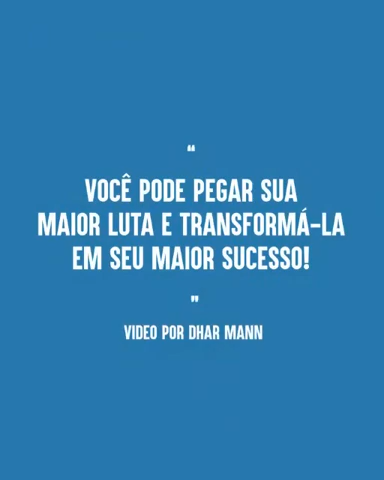 "
VOCÊ PODE PEGAR SUA
MAIOR LUTA E TRANSFORMÁ-LA
EM SEU MAIOR SUCESSO!
"
VIDEO POR DHAR MANN